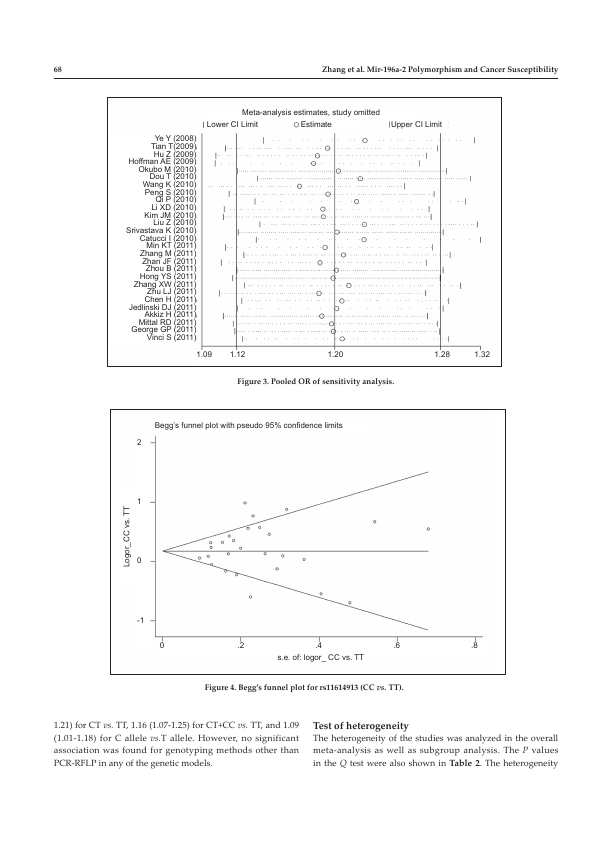 68
Zhang et al. Mir-196a-2 Polymorphism and Cancer Susceptibility
Meta-analysis estimates, study omitted
Lower CI Limit Estimate Upper CI Limit
Ye Y (2008)
Tian T(2009)
Hu Z (2009)
Hoffman AE (2009)
Okubo M (2010)
Dou T (2010)
Wang K (2010)
Peng S (2010)
Qi P (2010)
Li XD (2010)
Kim JM (2010)
Liu Z (2010)
Srivastava K (2010)
Catucci I (2010)
Min KT (2011)
Zhang M (2011)
Zhan JF (2011)
Zhou B (2011)
Hong YS (2011)
Zhang XW (2011)
Zhu LJ (2011)
Chen H (2011)
Jedlinski DJ (2011)
Akkiz H (2011)
Mittal RD (2011)
George GP (2011)
Vinci S (2011)
1.09 1.12 1.20 1.28 1.32
Figure 3. Pooled OR of sensitivity analysis.
Begg's funnel plot with pseudo 95% confidence limits
Logor_CC vs. TT
2
1
0
-1
0 .2 .4 .6 .8
s.e. of: logor_ CC vs. TT
Figure 4. Begg's funnel plot for rs11614913 (CC vs. TT).
1.21) for CT vs. TT, 1.16 (1.07-1.25) for CT+CC vs. TT, and 1.09
(1.01-1.18) for C allele vs.T allele. However, no significant
association was found for genotyping methods other than
PCR-RFLP in any of the genetic models.
Test of heterogeneity
The heterogeneity of the studies was analyzed in the overall
meta-analysis as well as subgroup analysis. The P values
in the Q test were also shown in Table 2. The heterogeneity